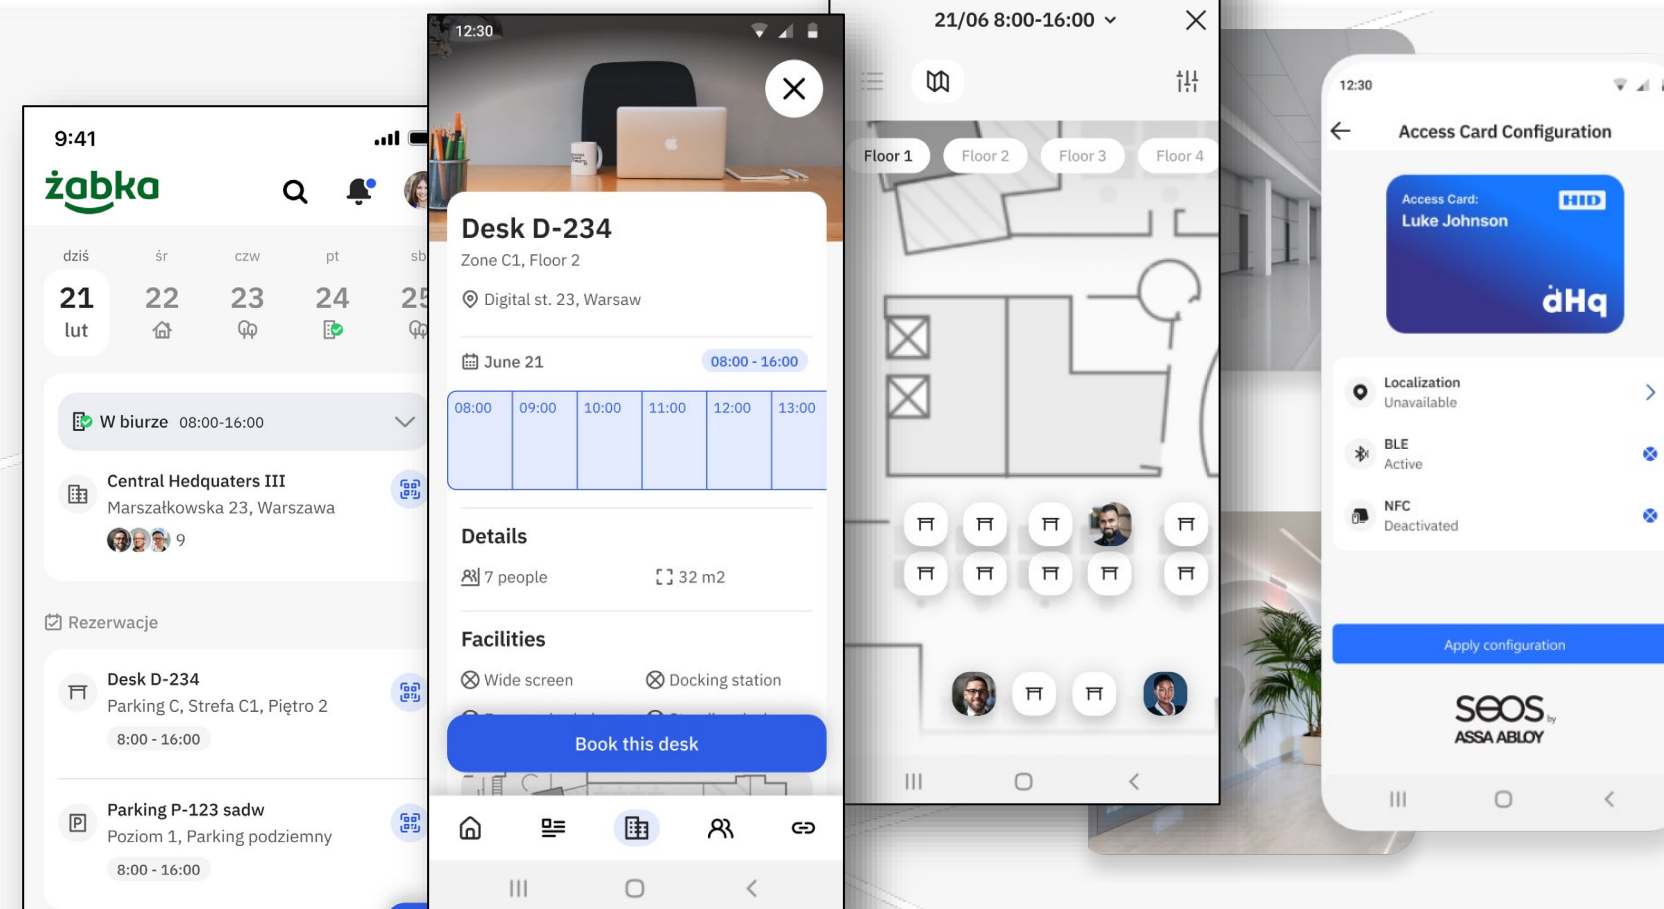 9:41
żabka
dziś
śr
czw
pt
sb
21
22
23
24
25
lut
W biurze 08:00-16:00
Central Hedquaters III
Marszałkowska 23, Warszawa
9
Rezerwacje
Desk D-234
Parking C, Strefa C1, Piętro 2
8:00 - 16:00
P
Parking P-123 sadw
Poziom 1, Parking podziemny
8:00 - 16:00
12:30
Desk D-234
Zone C1, Floor 2
Digital st. 23, Warsaw
June 21
08:00 - 16:00
08:00
09:00
10:00
11:00
12:00
13:00
Details
7 people
32 m2
Facilities
Wide screen
Docking station
Book this desk
21/06 8:00-16:00
Floor 1
Floor 2
Floor 3
Floor 4
12:30
Access Card Configuration
Access Card:
HID
Luke Johnson
dHq
Localization
Unavailable
BLE
Active
NFC
Deactivated
Apply configuration
SEOS by
ASSA ABLOY